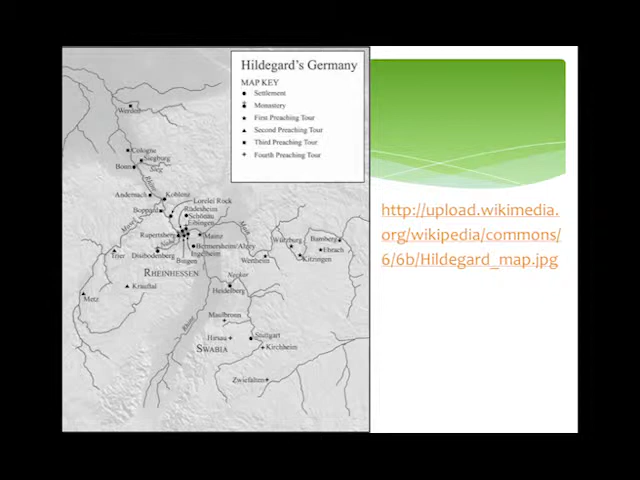 Hildegard's Germany
MAP KEY
Settlement
Monastery
First Preaching Tour
Second Preaching Tour
Third Preaching Tour
Fourth Preaching Tour
Werden
Cologne
Siegburg
Bonn
Sieg
Rhine
Andernach
Koblenz
Lorelei Rock
Boppard
Rüdesheim
Schönau
Eibingen
Mosel
Rupertsberg
Mainz
Main
Würzburg
Bamberg
Nahe
Bermersheim/Alzey
Ebrach
Trier
Disibodenberg
Ingelheim
Wertheim
Kitzingen
Bingen
RHEINHESSEN
Neckar
Krauftal
Heidelberg
Metz
Maulbronn
Rhine
Hirsau
Stuttgart
SWABIA
Kirchheim
Zwiefalten
http://upload.wikimedia.
org/wikipedia/commons/
6/6b/Hildegard_map.jpg